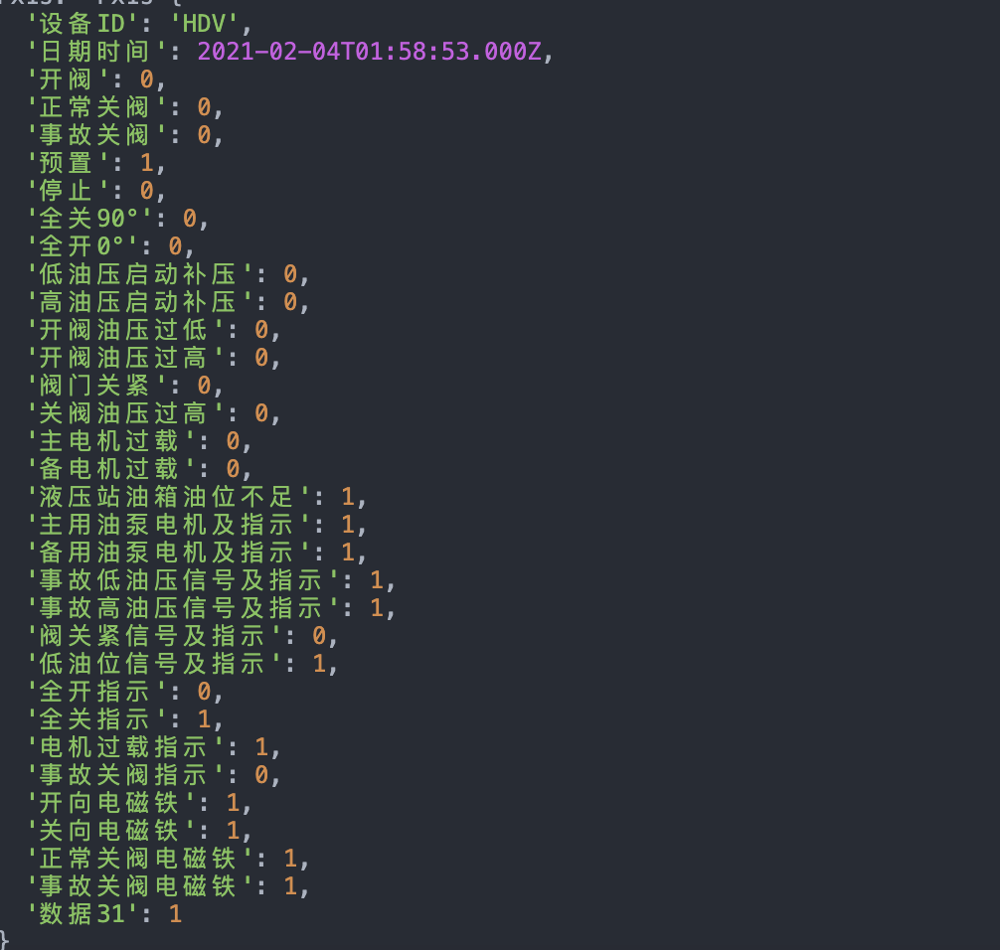 '设备ID': 'HDV',
'日期时间': 2021-02-04T01:58:53.000Z,
'开阀': 0,
'正常关阀': 0,
'事故关阀': 0,
'预置': 1,
'停止': 0,
'全关90°': 0,
'全开0°': 0,
'低油压启动补压': 0,
'高油压启动补压': 0,
'开阀油压过低': 0,
'开阀油压过高': 0,
'阀门关紧': 0,
'关阀油压过高': 0,
'主电机过载': 0,
'备电机过载': 0,
'液压站油箱油位不足': 1,
'主用油泵电机及指示': 1,
'备用油泵电机及指示': 1,
'事故低油压信号及指示': 1,
'事故高油压信号及指示': 1,
'阀关紧信号及指示': 0,
'低油位信号及指示': 1,
'全开指示': 0,
'全关指示': 1,
'电机过载指示': 1,
'事故关阀指示': 0,
'开向电磁铁': 1,
'关向电磁铁': 1,
'正常关阀电磁铁': 1,
'事故关阀电磁铁': 1,
'数据31': 1
}